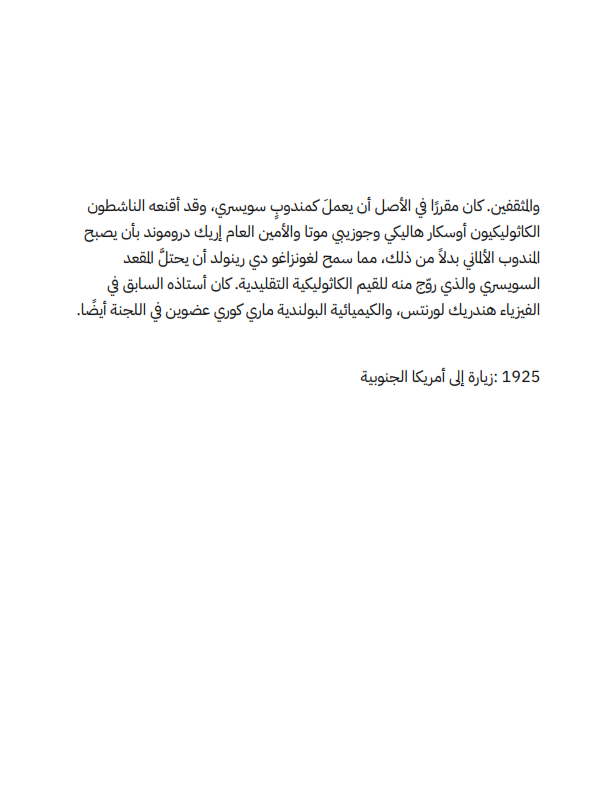 والمثقفين. كان مقررًا في الأصل أن يعملَ كمندوبٍ سويسري، وقد أقنعه الناشطون
الكاثوليكيون أوسكار هاليكي وجوزيبي موتا والأمين العام إريك دروموند بأن يصبح
المندوب الألماني بدلاً من ذلك، مما سمح لغونزاغو دي رينولد أن يحتلَّ المقعد
السويسري والذي روّج منه للقيم الكاثوليكية التقليدية. كان أستاذه السابق في
الفيزياء هندريك لورنتس، والكيميائية البولندية ماري كوري عضوين في اللجنة أيضًا.
1925 :زيارة إلى أمريكا الجنوبية